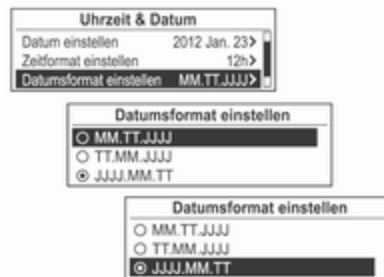 Uhrzeit & Datum
Datum einstellen 2012 Jan. 23>
Zeitformat einstellen 12h>
Datumsformat einstellen MM.TT.JJJJ>
Datumsformat einstellen
MM.TT.JJJJ
TT.MM.JJJJ
JJJJ.MM.TT
Datumsformat einstellen
MM.TT.JJJJ
TT.MM.JJJJ
JJJJ.MM.TT